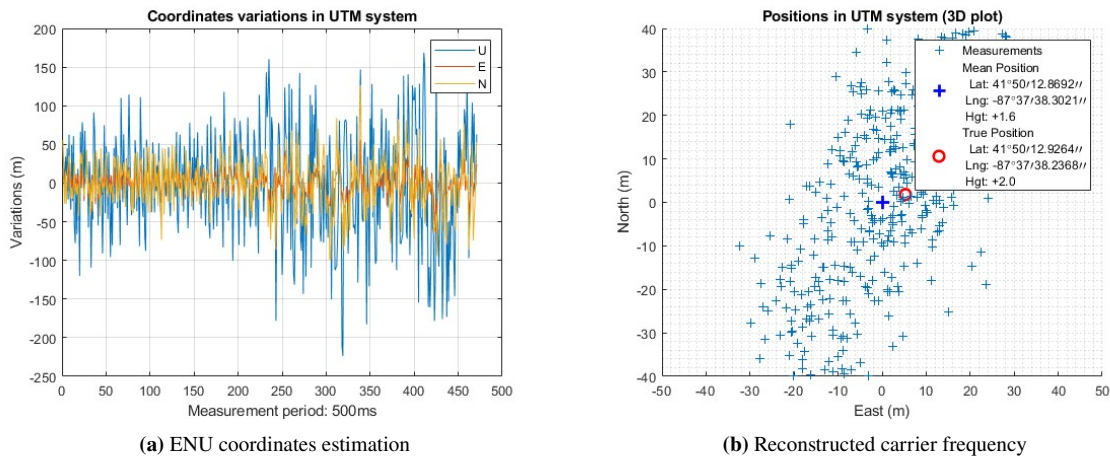 Coordinates variations in UTM system
200
150
100
50
0
-50
-100
-150
-200
-250
Variations (m)
U
E
N
0 50 100 150 200 250 300 350 400 450 500
Measurement period: 500ms
(a) ENU coordinates estimation
Positions in UTM system (3D plot)
40
30
20
10
0
-10
-20
-30
-40
North (m)
Measurements
Mean Position
Lat: 41°50′12.8692′′
Lng: -87°37′38.3021′′
Hgt: +1.6
True Position
Lat: 41°50′12.9264′′
Lng: -87°37′38.2368′′
Hgt: +2.0
-50 -40 -30 -20 -10 0 10 20 30 40 50
East (m)
(b) Reconstructed carrier frequency